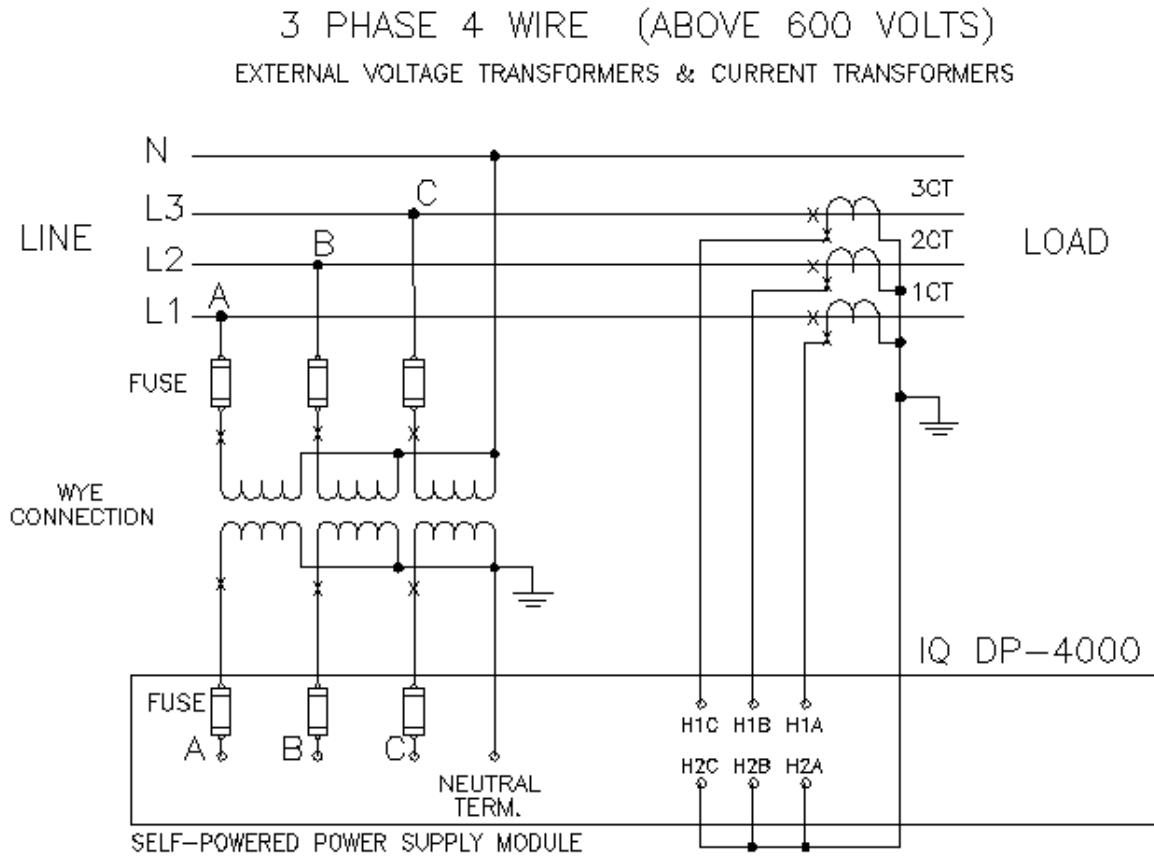 3 PHASE 4 WIRE (ABOVE 600 VOLTS)
EXTERNAL VOLTAGE TRANSFORMERS & CURRENT TRANSFORMERS
N
L3
C
3CT
LINE
L2
B
2CT
LOAD
L1
A
1CT
FUSE
WYE
CONNECTION
IQ DP-4000
FUSE
A
B
C
NEUTRAL
TERM.
H1C H1B H1A
H2C H2B H2A
SELF-POWERED POWER SUPPLY MODULE